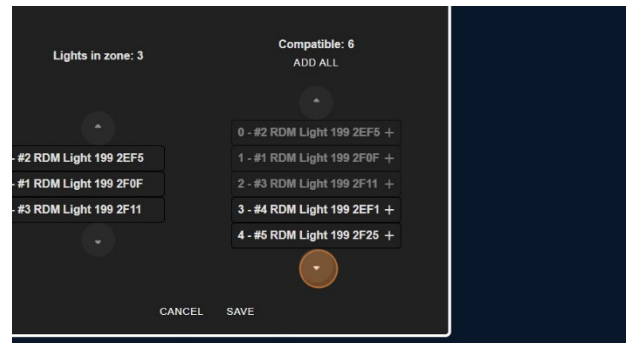 Lights in zone: 3
- #2 RDM Light 199 2EF5
- #1 RDM Light 199 2F0F
- #3 RDM Light 199 2F11
Compatible: 6
ADD ALL
0 - #2 RDM Light 199 2EF5 +
1 - #1 RDM Light 199 2F0F +
2 - #3 RDM Light 199 2F11 +
3 - #4 RDM Light 199 2EF1 +
4 - #5 RDM Light 199 2F25 +
CANCEL SAVE